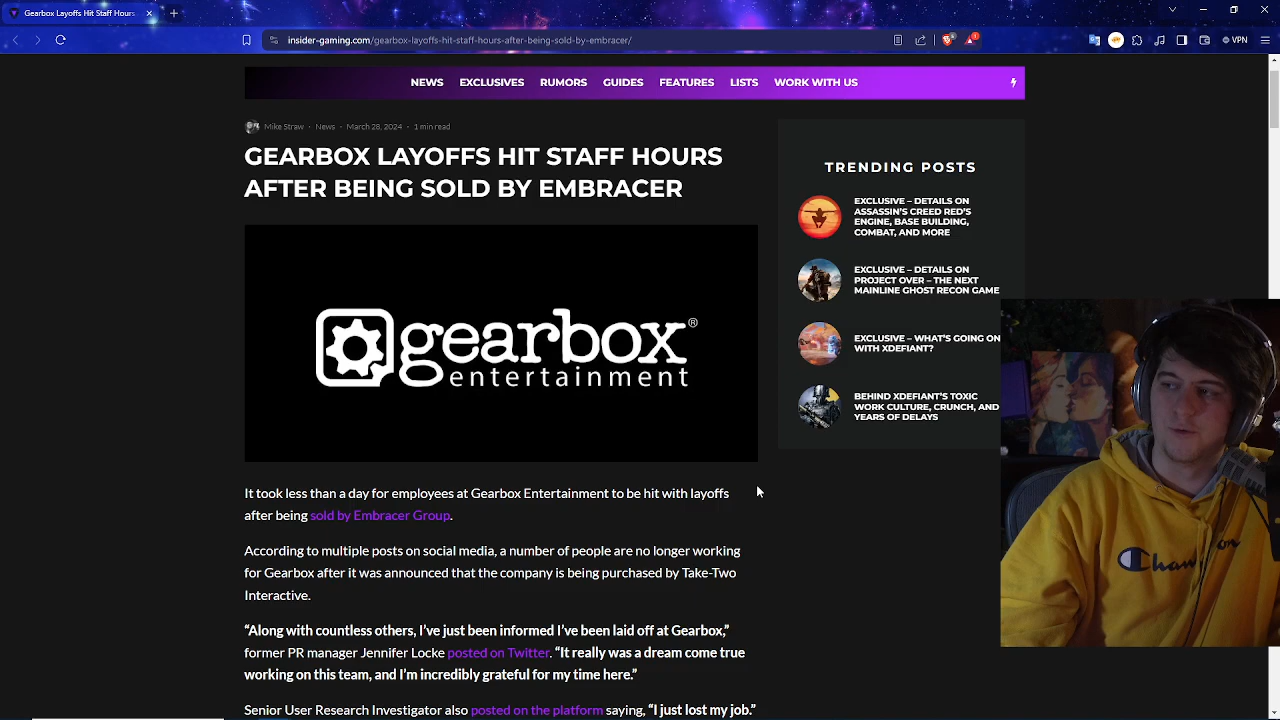 Gearbox Layoffs Hit Staff Hours
insider-gaming.com/gearbox-layoffs-hit-staff-hours-after-being-sold-by-embracer/
VPN
NEWS EXCLUSIVES RUMORS GUIDES FEATURES LISTS WORK WITH US
Mike Straw · News · March 28, 2024 · 1 min read
GEARBOX LAYOFFS HIT STAFF HOURS
AFTER BEING SOLD BY EMBRACER
gearbox®
entertainment
It took less than a day for employees at Gearbox Entertainment to be hit with layoffs
after being sold by Embracer Group.
According to multiple posts on social media, a number of people are no longer working
for Gearbox after it was announced that the company is being purchased by Take-Two
Interactive.
“Along with countless others, I’ve just been informed I’ve been laid off at Gearbox,”
former PR manager Jennifer Locke posted on Twitter. “It really was a dream come true
working on this team, and I’m incredibly grateful for my time here.”
Senior User Research Investigator also posted on the platform saying, “I just lost my job.”
TRENDING POSTS
EXCLUSIVE – DETAILS ON
ASSASSIN’S CREED RED’S
ENGINE, BASE BUILDING,
COMBAT, AND MORE
EXCLUSIVE – DETAILS ON
PROJECT OVER – THE NEXT
MAINLINE GHOST RECON GAME
EXCLUSIVE – WHAT’S GOING ON
WITH XDEFIANT?
BEHIND XDEFIANT’S TOXIC
WORK CULTURE, CRUNCH, AND
YEARS OF DELAYS
Champion